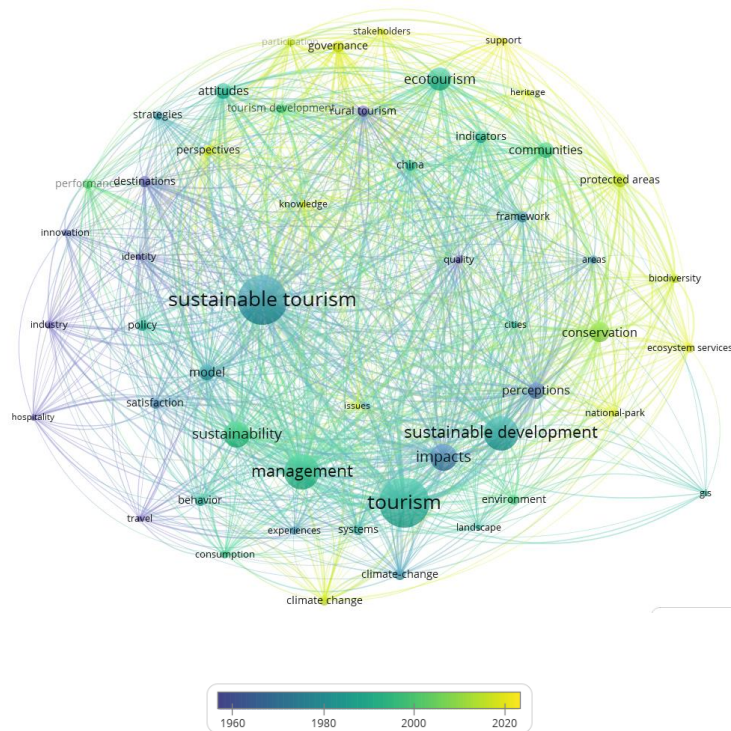 stakeholders
participation
governance
support
ecotourism
heritage
attitudes
tourism development
rural tourism
strategies
indicators
perspectives
communities
china
protected areas
performance
destinations
knowledge
framework
innovation
identity
quality
areas
biodiversity
sustainable tourism
industry
policy
cities
conservation
ecosystem services
model
perceptions
satisfaction
issues
national-park
hospitality
sustainability
sustainable development
impacts
management
tourism
behavior
environment
gis
travel
experiences
systems
landscape
consumption
climate-change
climate change
1960 1980 2000 2020